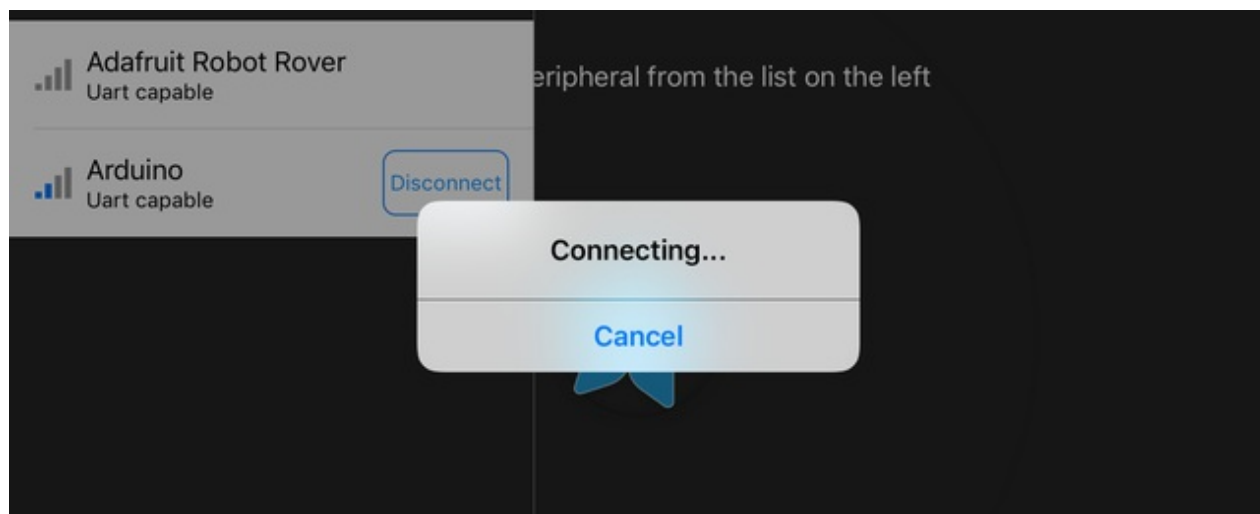 Adafruit Robot Rover
Uart capable
eripheral from the list on the left
Arduino
Uart capable
Disconnect
Connecting...
Cancel